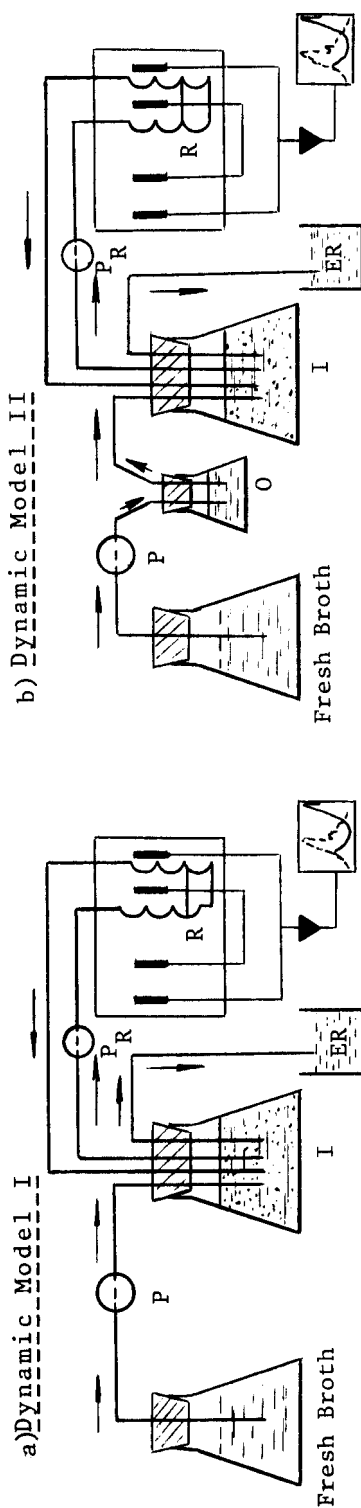 a) Dynamic Model I
P
P R
R
I
ER
Fresh Broth
b) Dynamic Model II
P
O
P R
R
I
ER
Fresh Broth